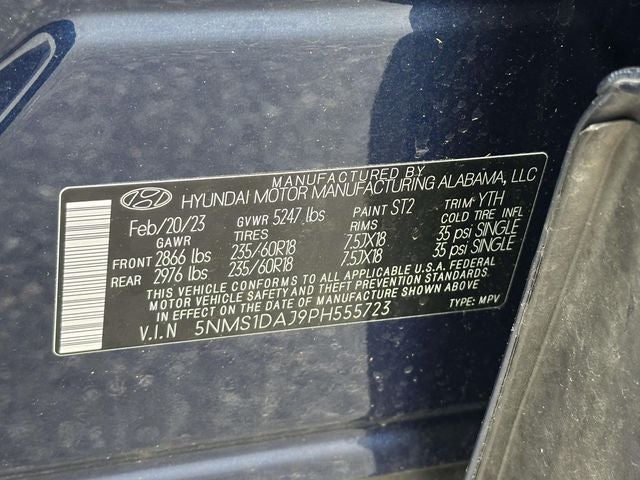 MANUFACTURED BY
HYUNDAI MOTOR MANUFACTURING ALABAMA, LLC
Feb/20/23 GVWR 5247 lbs PAINT ST2 TRIM: YTH
GAWR TIRES RIMS COLD TIRE INFL
FRONT 2866 lbs 235/60R18 7.5JX18 35 psi SINGLE
REAR 2976 lbs 235/60R18 7.5JX18 35 psi SINGLE
THIS VEHICLE CONFORMS TO ALL APPLICABLE U.S.A. FEDERAL
MOTOR VEHICLE SAFETY AND THEFT PREVENTION STANDARDS
IN EFFECT ON THE DATE OF MANUFACTURE SHOWN ABOVE.
V.I.N 5NMS1DAJ9PH555723 TYPE: MPV